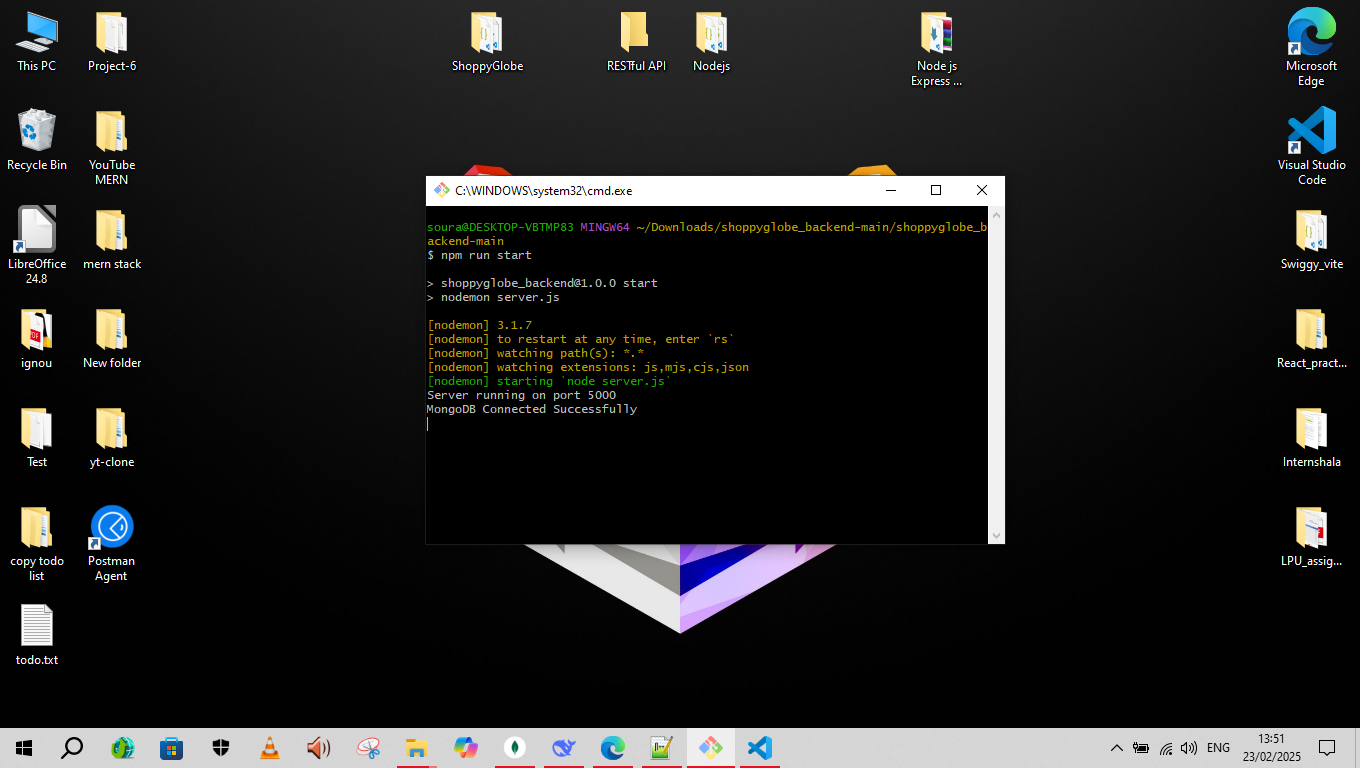 This PC
Project-6
ShoppyGlobe
RESTful API
Nodejs
Node js
Express ...
Microsoft
Edge
Recycle Bin
YouTube
MERN
Visual Studio
Code
LibreOffice
24.8
mern stack
Swiggy_vite
ignou
New folder
React_pract...
Test
yt-clone
Internshala
copy todo
list
Postman
Agent
LPU_assig...
todo.txt
C:\WINDOWS\system32\cmd.exe
soura@DESKTOP-VBTMP83 MINGW64 ~/Downloads/shoppyglobe_backend-main/shoppyglobe_b
ackend-main
$ npm run start
> shoppyglobe_backend@1.0.0 start
> nodemon server.js
[nodemon] 3.1.7
[nodemon] to restart at any time, enter `rs`
[nodemon] watching path(s): *.*
[nodemon] watching extensions: js,mjs,cjs,json
[nodemon] starting `node server.js`
Server running on port 5000
MongoDB Connected Successfully
ENG
13:51
23/02/2025